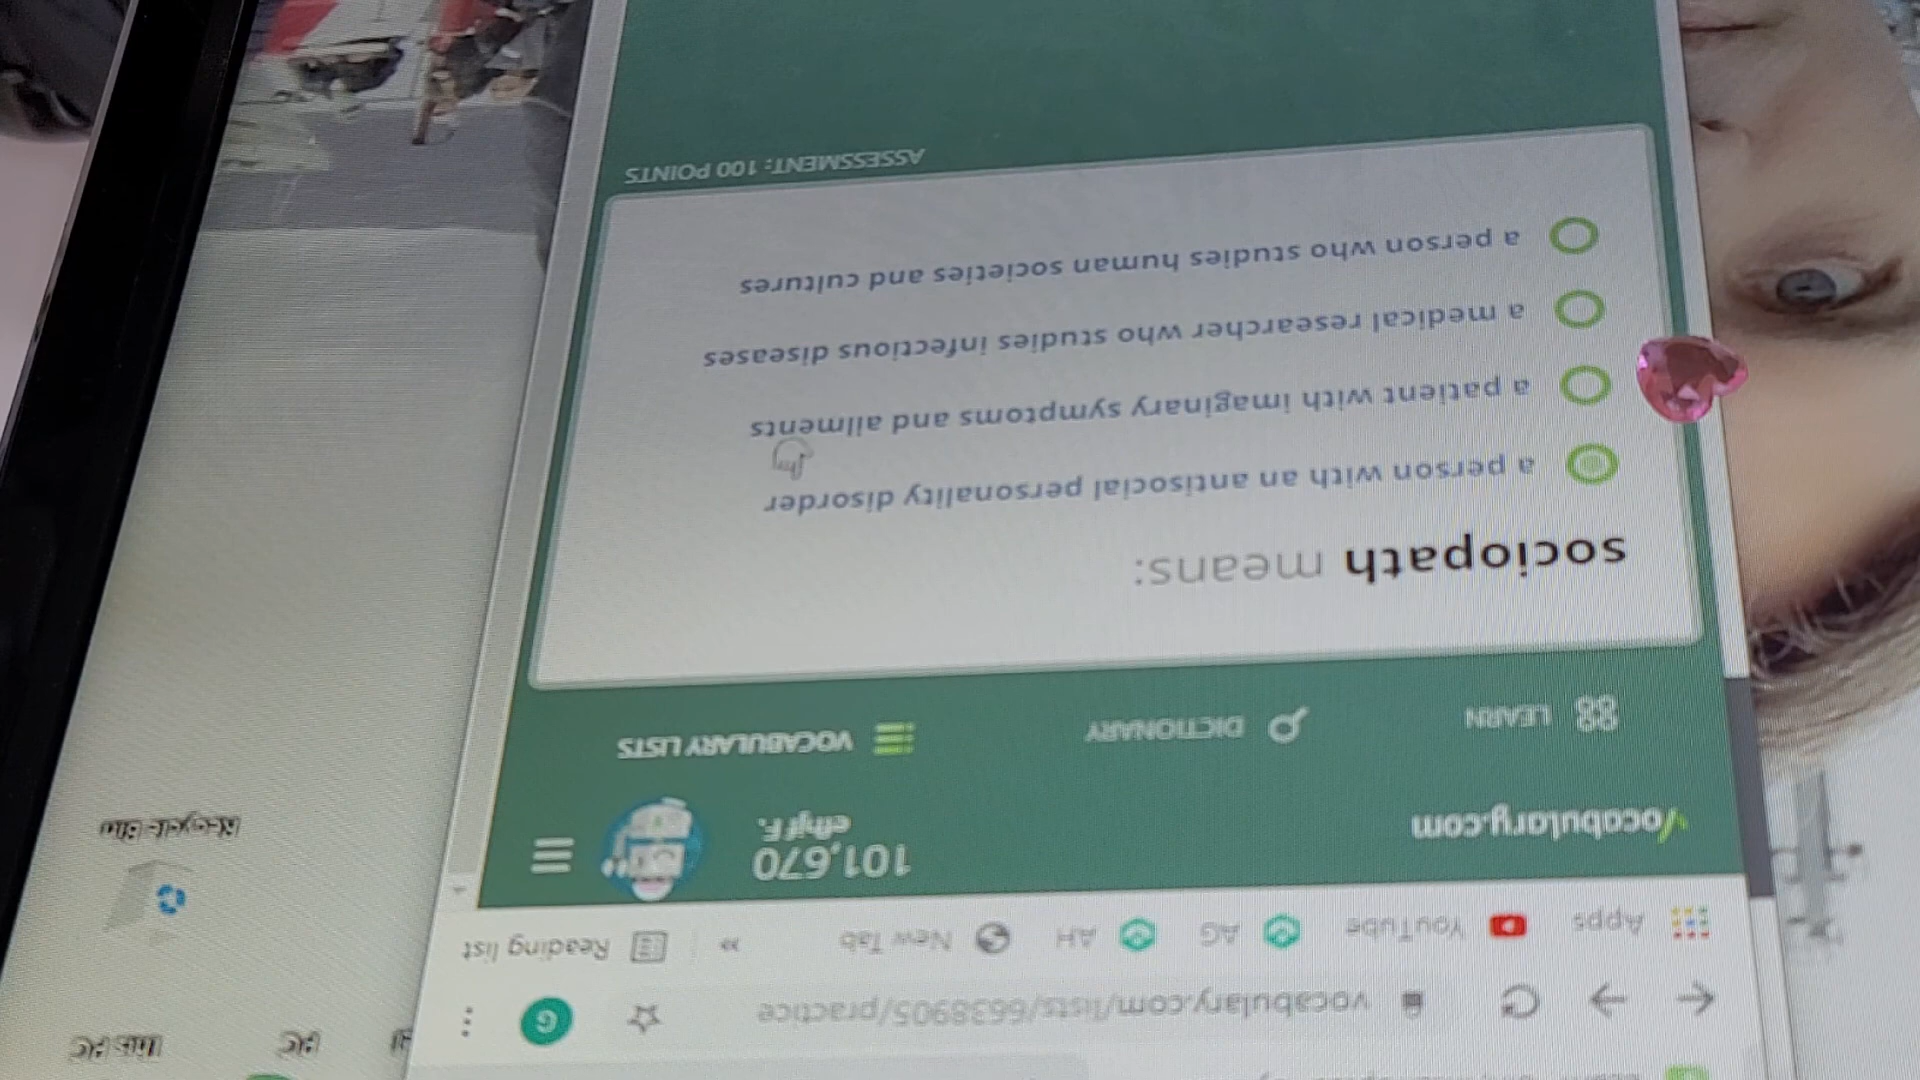 vocabulary.com/lists/6638905/practice
Apps
YouTube
AG
AH
New Tab
»
Reading list
Vocabulary.com
101,670
LEARN
DICTIONARY
VOCABULARY LISTS
sociopath means:
a person with an antisocial personality disorder
a patient with imaginary symptoms and ailments
a medical researcher who studies infectious diseases
a person who studies human societies and cultures
ASSESSMENT: 100 POINTS
This PC
Recycle Bin
G